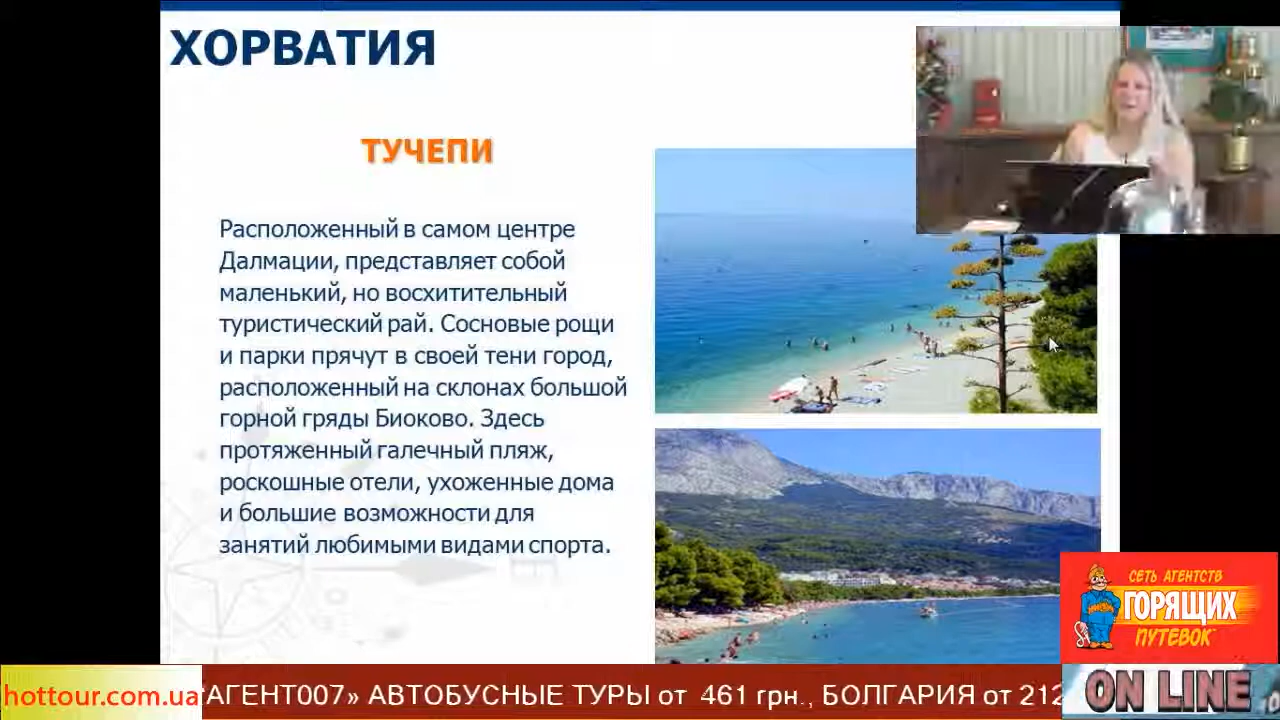 ХОРВАТИЯ
ТУЧЕПИ
Расположенный в самом центре
Далмации, представляет собой
маленький, но восхитительный
туристический рай. Сосновые рощи
и парки прячут в своей тени город,
расположенный на склонах большой
горной гряды Биоково. Здесь
протяженный галечный пляж,
роскошные отели, ухоженные дома
и большие возможности для
занятий любимыми видами спорта.
СЕТЬ АГЕНТСТВ
ГОРЯЩИХ
ПУТЕВОК
hottour.com.ua "АГЕНТ007» АВТОБУСНЫЕ ТУРЫ от 461 грн., БОЛГАРИЯ от 212
ON LINE